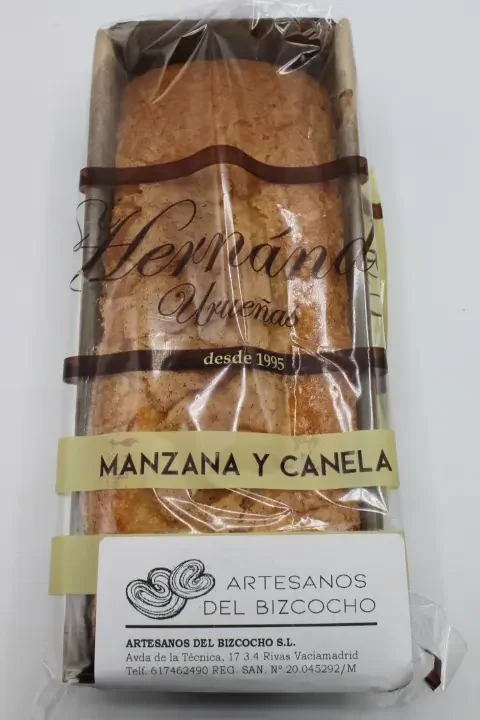 Hernánd
Urueñas
desde 1995
MANZANA Y CANELA
ARTESANOS
DEL BIZCOCHO
ARTESANOS DEL BIZCOCHO S.L.
Avda de la Técnica, 17 3 4 Rivas Vaciamadrid
Telf. 617462490 REG. SAN. Nº 20.045292/M